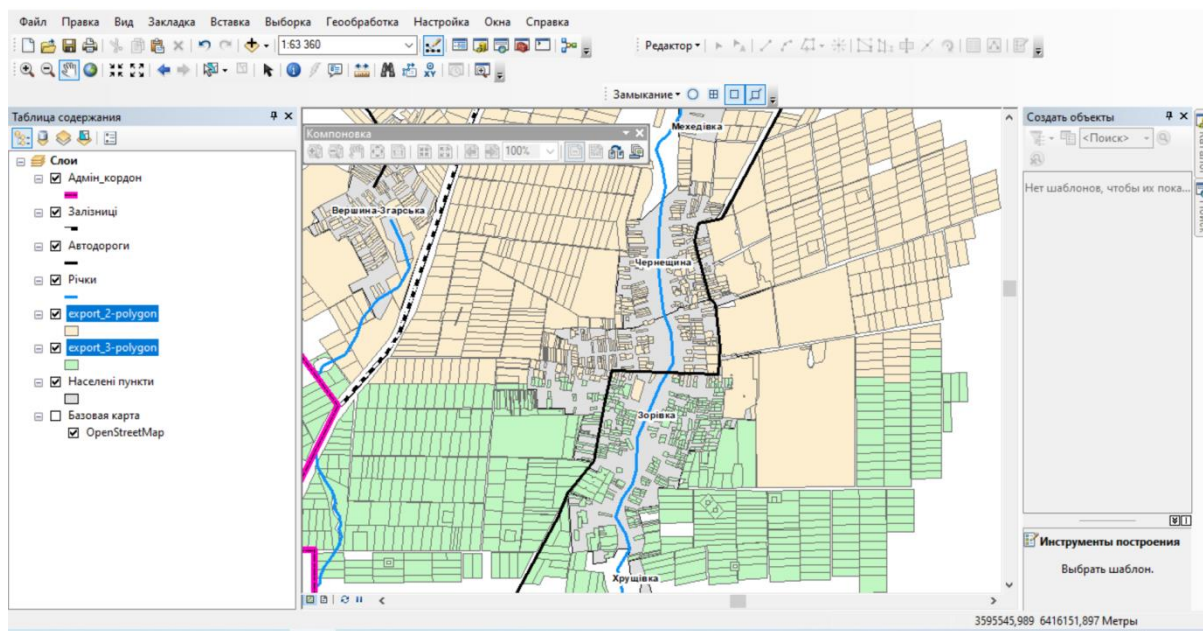 Файл Правка Вид Закладка Вставка Выборка Геообработка Настройка Окна Справка
1:63 360
Редактор
Замыкание
Таблица содержания
Слои
Адмін_кордон
Залізниці
Автодороги
Річки
export_2-polygon
export_3-polygon
Населені пункти
Базовая карта
OpenStreetMap
Компоновка
100%
Мехедівка
Вершина-Згарська
Чернещина
Зорівка
Хрущівка
Создать объекты
<Поиск>
Нет шаблонов, чтобы их пока...
Инструменты построения
Выбрать шаблон.
3595545,989 6416151,897 Метры